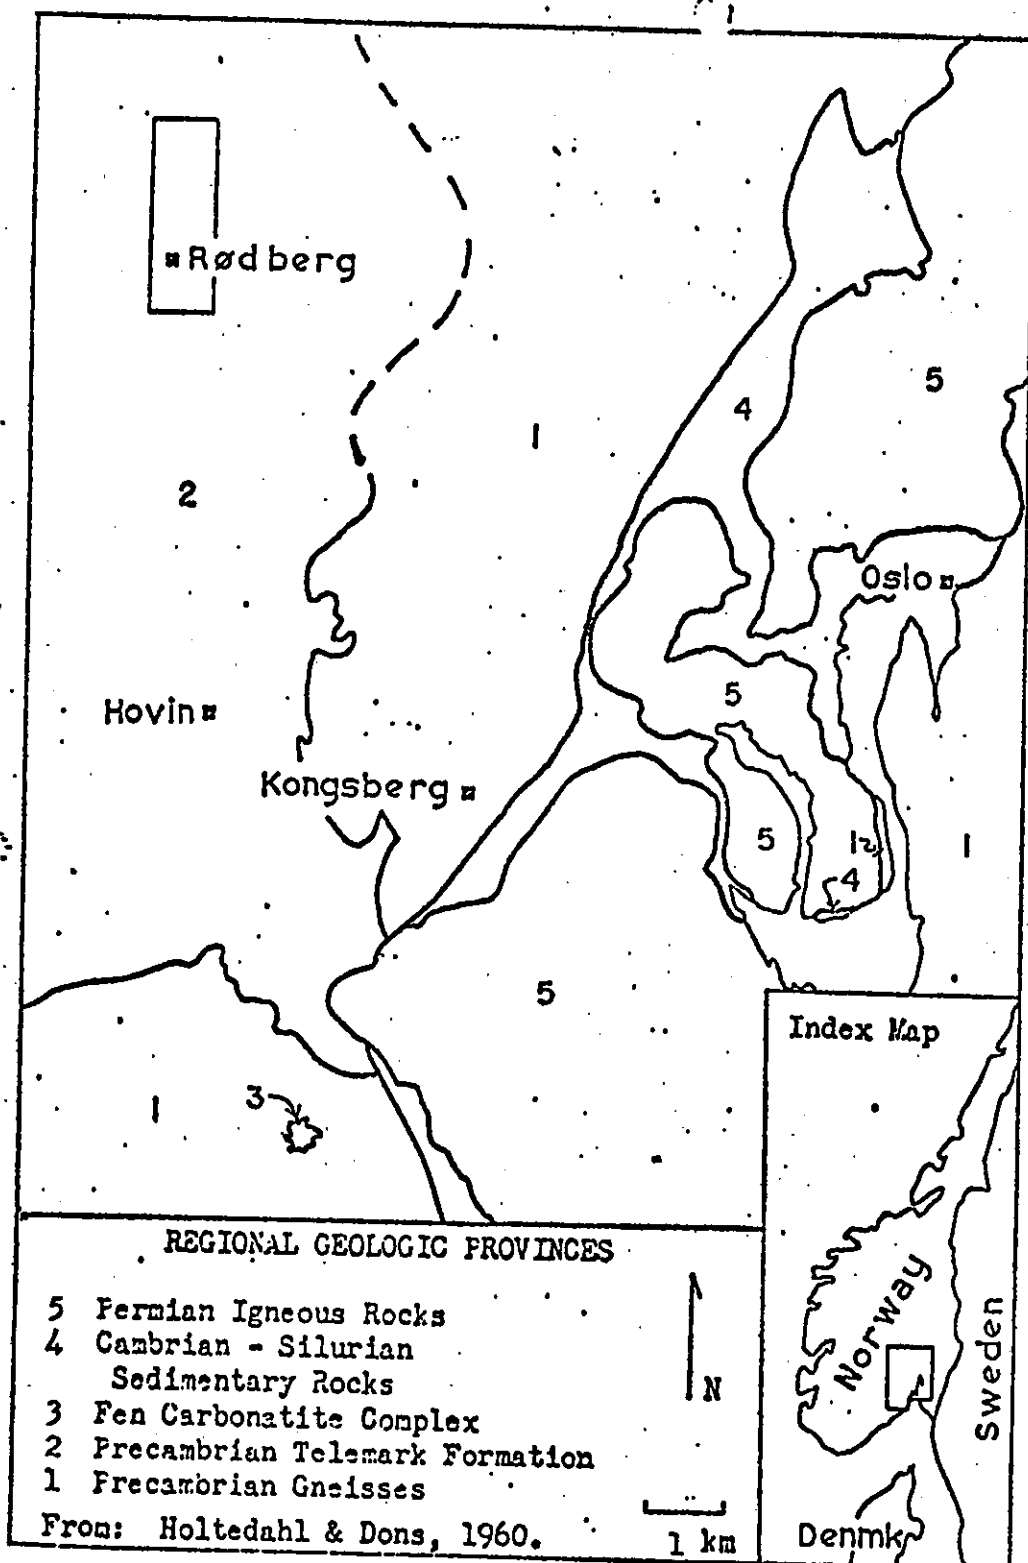 Rødberg
5
4
1
2
Oslo
Hovin
5
Kongsberg
5
1
1
2
4
5
Index Map
3
1
Norway
Sweden
Denmk
REGIONAL GEOLOGIC PROVINCES
5 Permian Igneous Rocks
4 Cambrian - Silurian
Sedimentary Rocks
3 Fen Carbonatite Complex
2 Precambrian Telemark Formation
1 Precambrian Gneisses
From: Holtedahl & Dons, 1960.
N
1 km